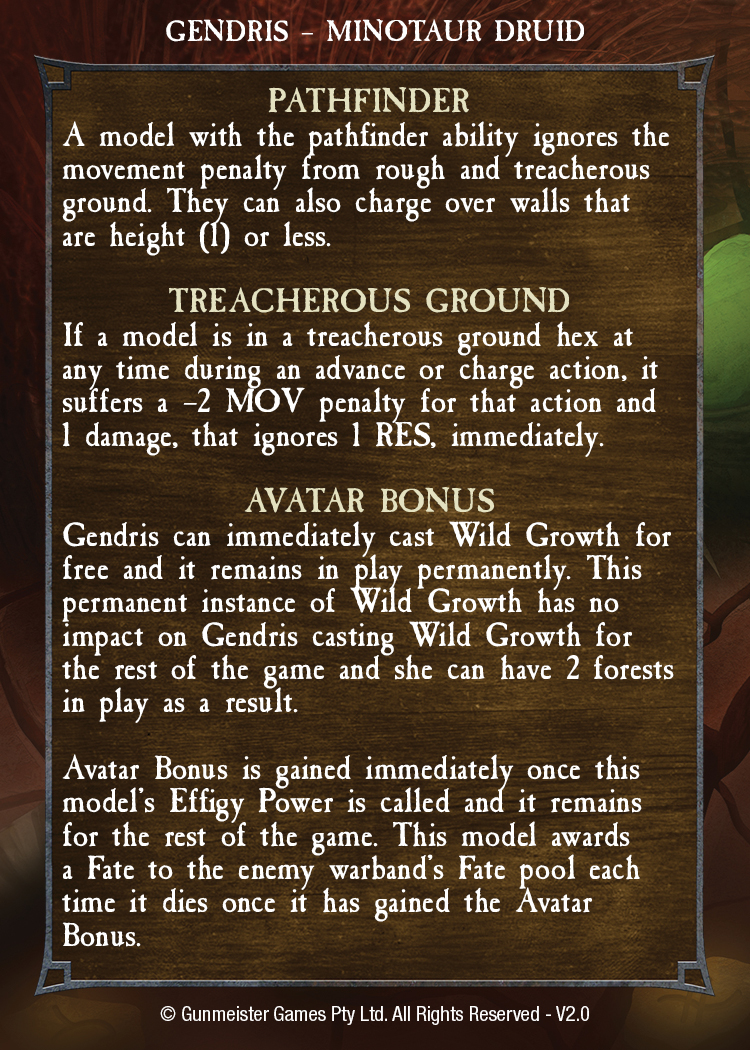 GENDRIS – MINOTAUR DRUID
PATHFINDER
A model with the pathfinder ability ignores the
movement penalty from rough and treacherous
ground. They can also charge over walls that
are height (1) or less.
TREACHEROUS GROUND
If a model is in a treacherous ground hex at
any time during an advance or charge action, it
suffers a –2 MOV penalty for that action and
1 damage, that ignores 1 RES, immediately.
AVATAR BONUS
Gendris can immediately cast Wild Growth for
free and it remains in play permanently. This
permanent instance of Wild Growth has no
impact on Gendris casting Wild Growth for
the rest of the game and she can have 2 forests
in play as a result.
Avatar Bonus is gained immediately once this
model's Effigy Power is called and it remains
for the rest of the game. This model awards
a Fate to the enemy warband's Fate pool each
time it dies once it has gained the Avatar
Bonus.
© Gunmeister Games Pty Ltd. All Rights Reserved - V2.0